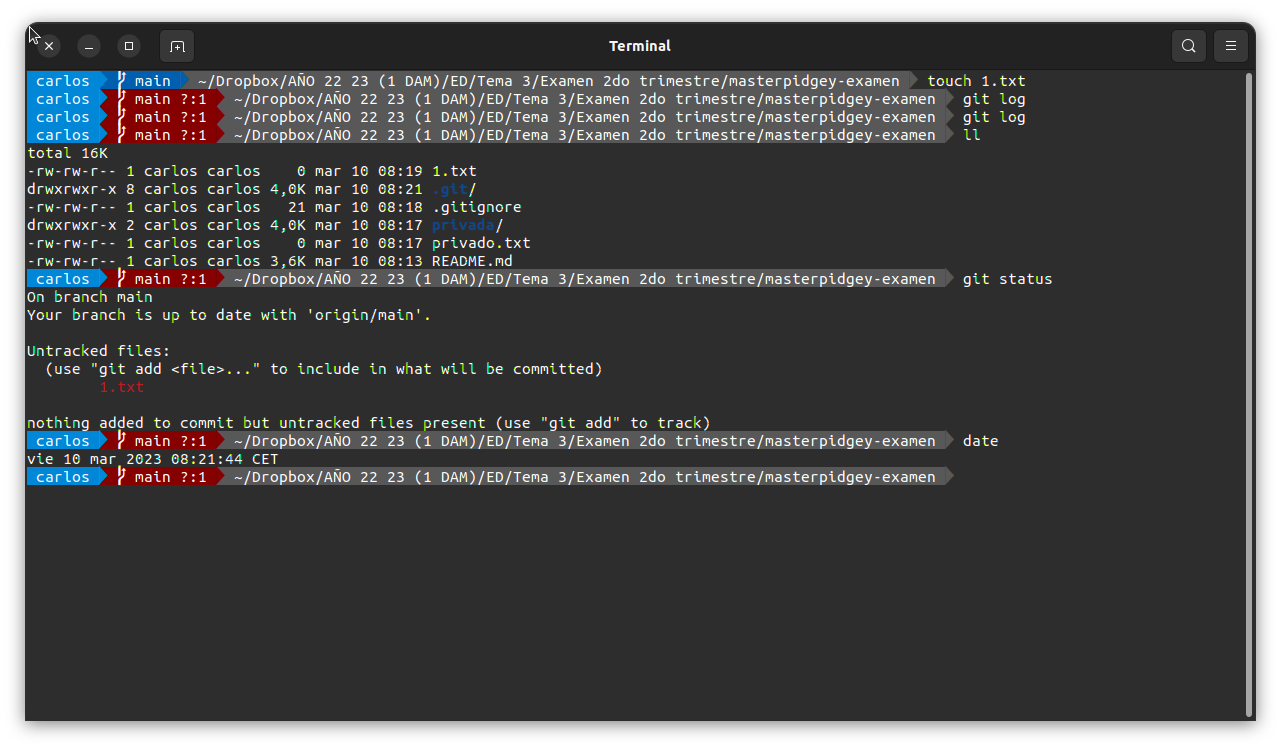 Terminal
carlos main ~/Dropbox/AÑO 22 23 (1 DAM)/ED/Tema 3/Examen 2do trimestre/masterpidgey-examen touch 1.txt
carlos main ?:1 ~/Dropbox/AÑO 22 23 (1 DAM)/ED/Tema 3/Examen 2do trimestre/masterpidgey-examen git log
carlos main ?:1 ~/Dropbox/AÑO 22 23 (1 DAM)/ED/Tema 3/Examen 2do trimestre/masterpidgey-examen git log
carlos main ?:1 ~/Dropbox/AÑO 22 23 (1 DAM)/ED/Tema 3/Examen 2do trimestre/masterpidgey-examen ll
total 16K
-rw-rw-r-- 1 carlos carlos    0 mar 10 08:19 1.txt
drwxrwxr-x 8 carlos carlos 4,0K mar 10 08:21 .git/
-rw-rw-r-- 1 carlos carlos   21 mar 10 08:18 .gitignore
drwxrwxr-x 2 carlos carlos 4,0K mar 10 08:17 privada/
-rw-rw-r-- 1 carlos carlos    0 mar 10 08:17 privado.txt
-rw-rw-r-- 1 carlos carlos 3,6K mar 10 08:13 README.md
carlos main ?:1 ~/Dropbox/AÑO 22 23 (1 DAM)/ED/Tema 3/Examen 2do trimestre/masterpidgey-examen git status
On branch main
Your branch is up to date with 'origin/main'.
Untracked files:
  (use "git add <file>..." to include in what will be committed)
        1.txt
nothing added to commit but untracked files present (use "git add" to track)
carlos main ?:1 ~/Dropbox/AÑO 22 23 (1 DAM)/ED/Tema 3/Examen 2do trimestre/masterpidgey-examen date
vie 10 mar 2023 08:21:44 CET
carlos main ?:1 ~/Dropbox/AÑO 22 23 (1 DAM)/ED/Tema 3/Examen 2do trimestre/masterpidgey-examen